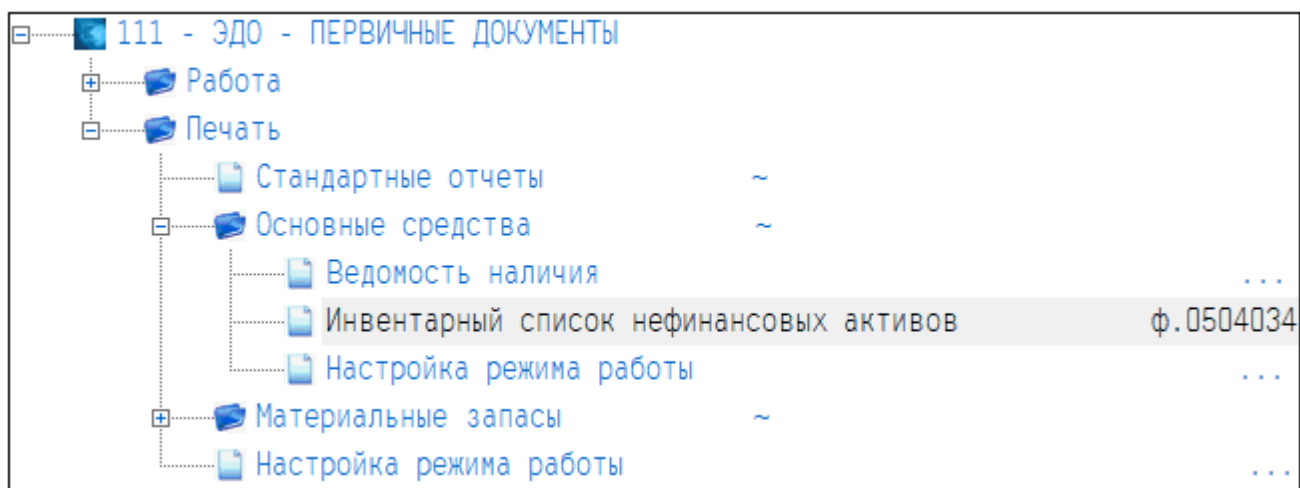 111 - ЭДО - ПЕРВИЧНЫЕ ДОКУМЕНТЫ
Работа
Печать
Стандартные отчеты ~
Основные средства ~
Ведомость наличия ...
Инвентарный список нефинансовых активов ф.0504034
Настройка режима работы ...
Материальные запасы ~
Настройка режима работы ...